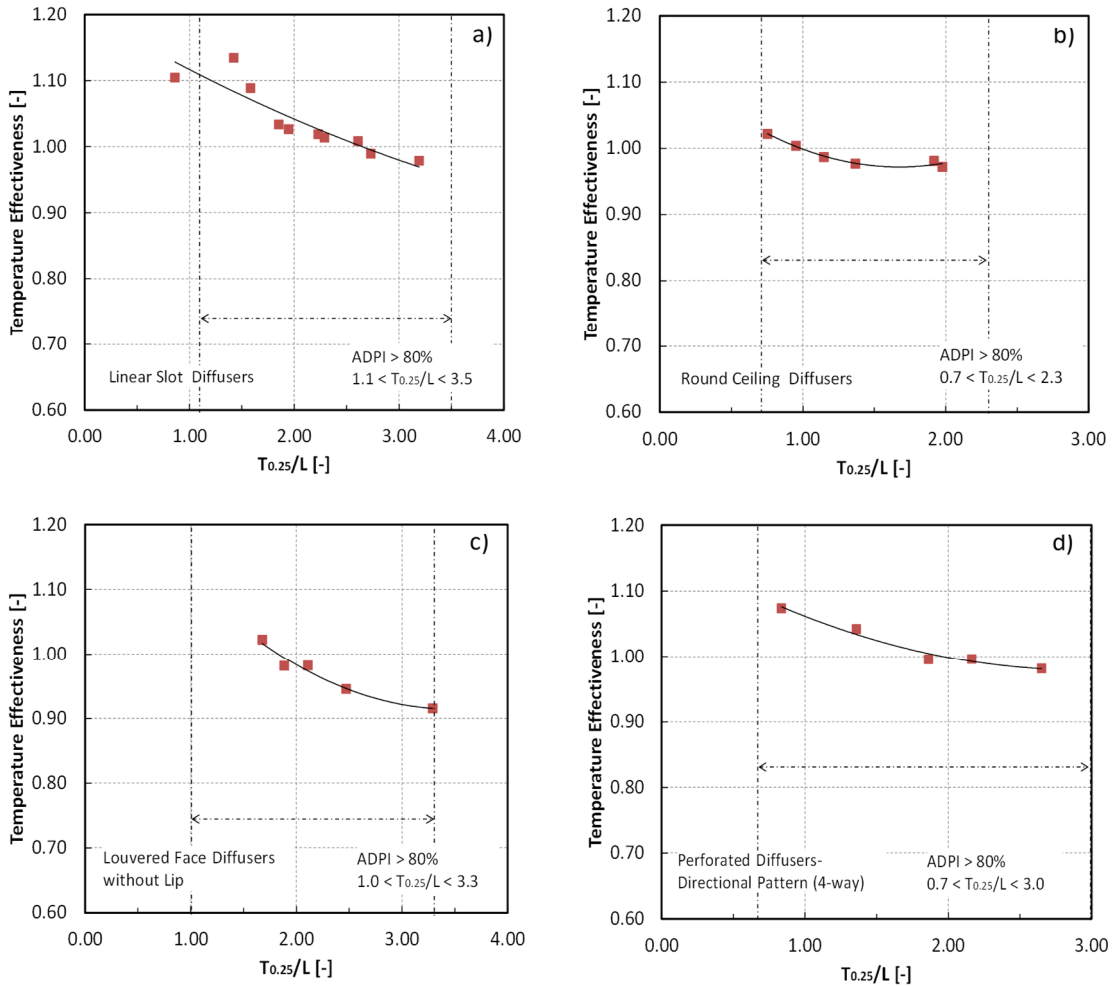 a)
Temperature Effectiveness [-]
1.20
1.10
1.00
0.90
0.80
0.70
0.60
ADPI > 80%
Linear Slot Diffusers
1.1 < T0.25/L < 3.5
0.00 1.00 2.00 3.00 4.00
T0.25/L [-]
b)
Temperature Effectiveness [-]
1.20
1.10
1.00
0.90
0.80
0.70
0.60
ADPI > 80%
Round Ceiling Diffusers
0.7 < T0.25/L < 2.3
0.00 1.00 2.00 3.00
T0.25/L [-]
c)
Temperature Effectiveness [-]
1.20
1.10
1.00
0.90
0.80
0.70
0.60
Louvered Face Diffusers
without Lip
ADPI > 80%
1.0 < T0.25/L < 3.3
0.00 1.00 2.00 3.00 4.00
T0.25/L [-]
d)
Temperature Effectiveness [-]
1.20
1.10
1.00
0.90
0.80
0.70
0.60
Perforated Diffusers-
Directional Pattern (4-way)
ADPI > 80%
0.7 < T0.25/L < 3.0
0.00 1.00 2.00 3.00
T0.25/L [-]